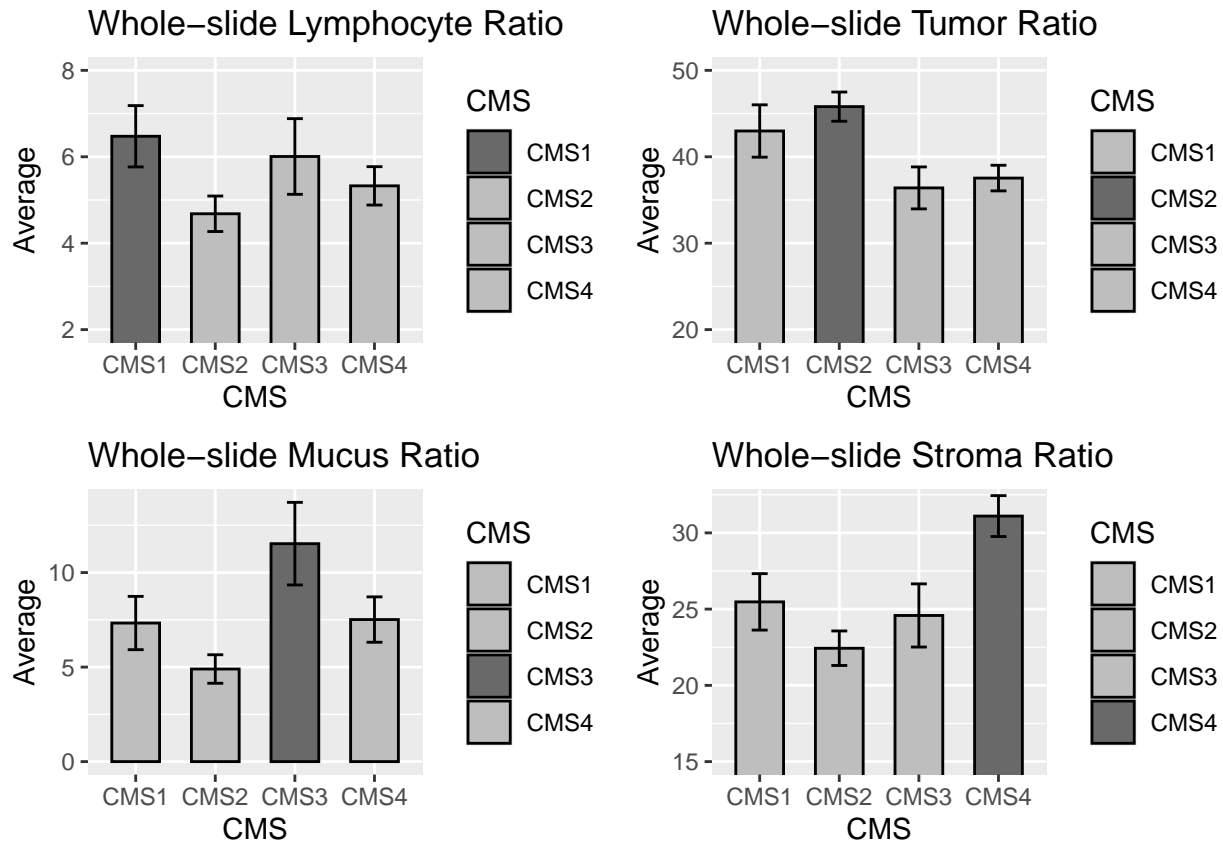 Whole−slide Lymphocyte Ratio
Average
8
6
4
2
CMS1 CMS2 CMS3 CMS4
CMS
CMS
CMS1
CMS2
CMS3
CMS4
Whole−slide Tumor Ratio
Average
50
40
30
20
CMS1 CMS2 CMS3 CMS4
CMS
CMS
CMS1
CMS2
CMS3
CMS4
Whole−slide Mucus Ratio
Average
10
5
0
CMS1 CMS2 CMS3 CMS4
CMS
CMS
CMS1
CMS2
CMS3
CMS4
Whole−slide Stroma Ratio
Average
30
25
20
15
CMS1 CMS2 CMS3 CMS4
CMS
CMS
CMS1
CMS2
CMS3
CMS4